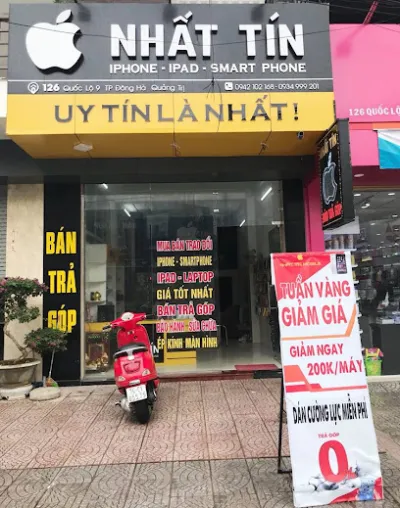 NHẤT TÍN
IPHONE - IPAD - SMART PHONE
126 Quốc Lộ 9 TP Đông Hà Quảng Trị 0942 102 168 - 0934 999 201
UY TÍN LÀ NHẤT!
126 QUỐC
TÍN
BÁN
TRẢ
GÓP
MUA BÁN TRAO ĐỔI
IPHONE - SMARTPHONE
IPAD - LAPTOP
GIÁ TỐT NHẤT
BÁN TRẢ GÓP
BẢO HÀNH - SỬA CHỮA
ÉP KÍNH MÀN HÌNH
TUẦN VÀNG
GIẢM GIÁ
GIẢM NGAY
200K/MÁY
DÁN CƯỜNG LỰC MIỄN PHÍ
TRẢ GÓP
0